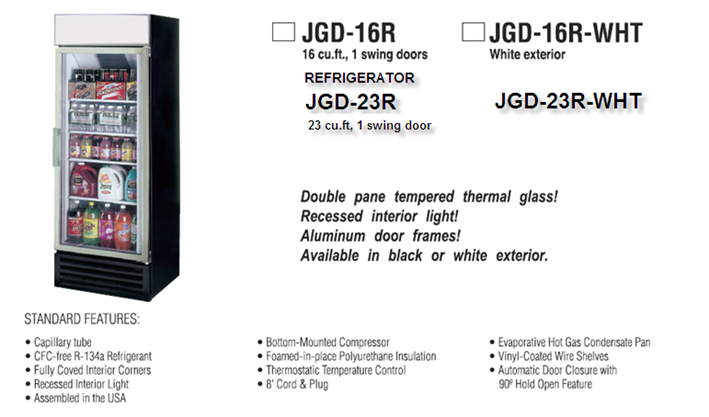 JGD-16R
16 cu.ft., 1 swing doors
REFRIGERATOR
JGD-23R
23 cu.ft, 1 swing door
JGD-16R-WHT
White exterior
JGD-23R-WHT
Double pane tempered thermal glass!
Recessed interior light!
Aluminum door frames!
Available in black or white exterior.
STANDARD FEATURES:
• Capillary tube
• CFC-free R-134a Refrigerant
• Fully Coved Interior Corners
• Recessed Interior Light
• Assembled in the USA
• Bottom-Mounted Compressor
• Foamed-in-place Polyurethane Insulation
• Thermostatic Temperature Control
• 8' Cord & Plug
• Evaporative Hot Gas Condensate Pan
• Vinyl-Coated Wire Shelves
• Automatic Door Closure with
90º Hold Open Feature